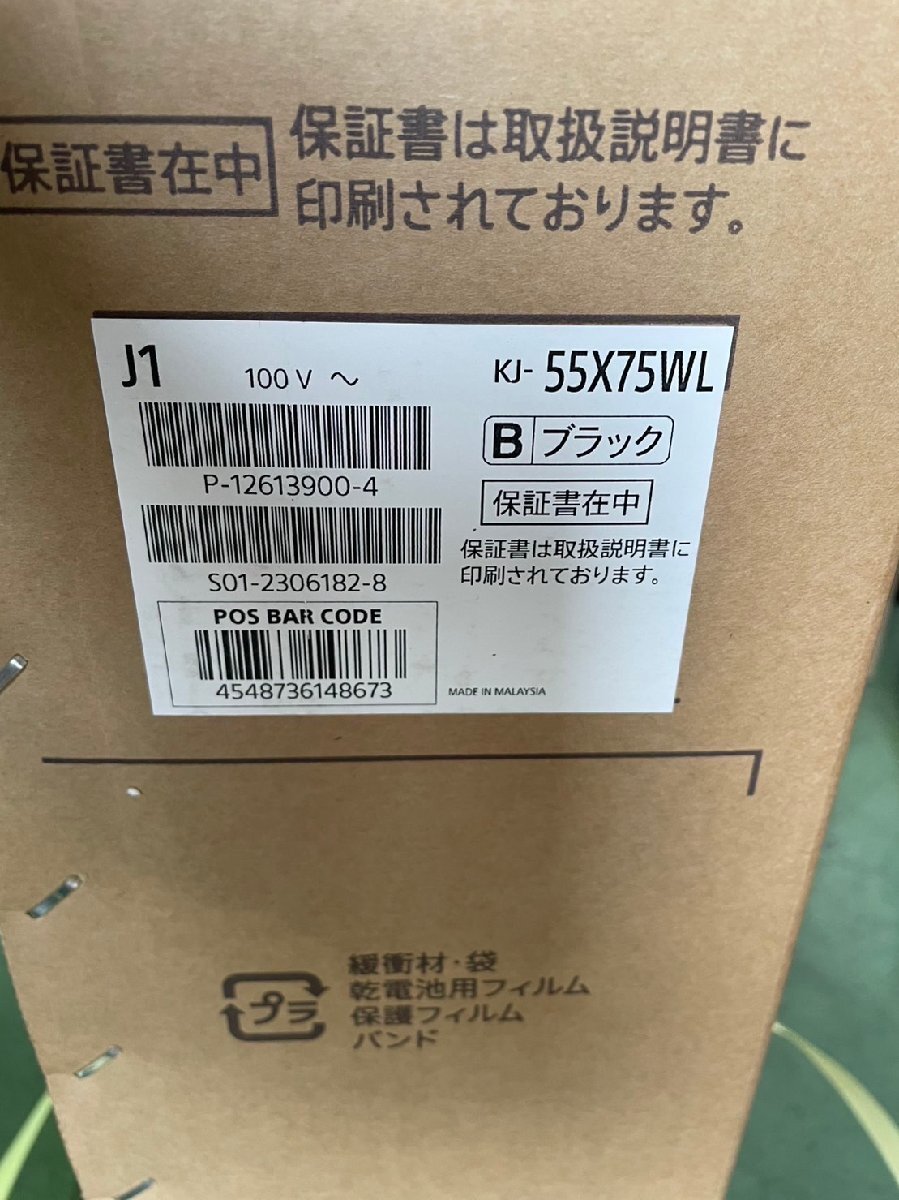 保証書在中
保証書は取扱説明書に
印刷されております。
J1
100V ～
KJ- 55X75WL
P-12613900-4
B ブラック
保証書在中
保証書は取扱説明書に
印刷されております。
S01-2306182-8
POS BAR CODE
4548736148673
MADE IN MALAYSIA
プラ
緩衝材・袋
乾電池用フィルム
保護フィルム
バンド